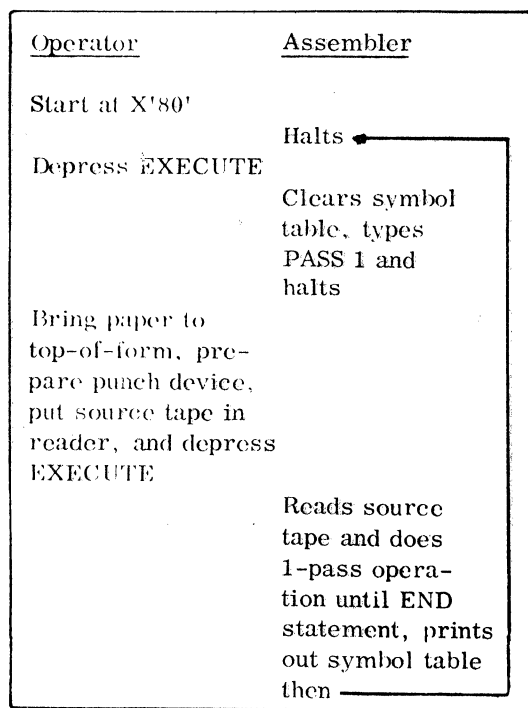 Operator Assembler
Start at X'80'
Halts
Depress EXECUTE
Clears symbol
table, types
PASS 1 and
halts
Bring paper to
top-of-form, pre-
pare punch device,
put source tape in
reader, and depress
EXECUTE
Reads source
tape and does
1-pass opera-
tion until END
statement, prints
out symbol table
then